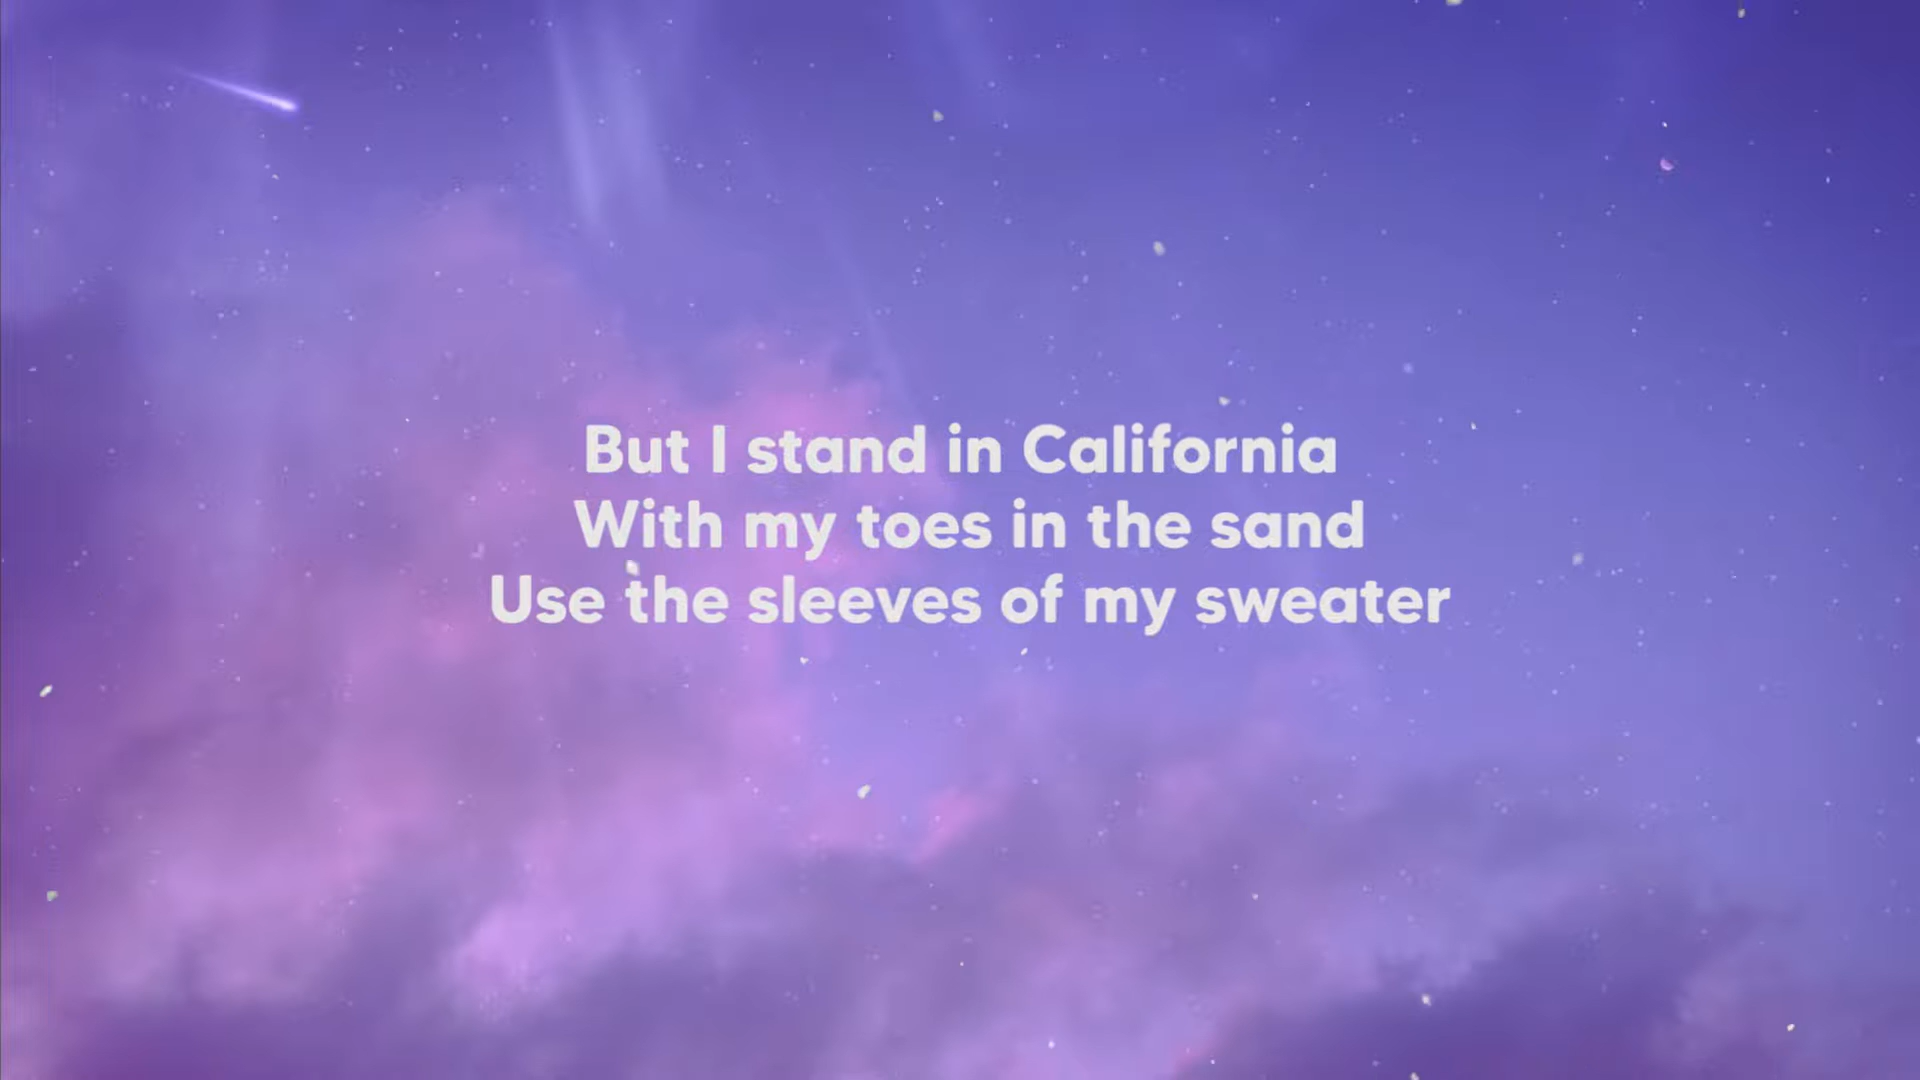 But I stand in California
With my toes in the sand
Use the sleeves of my sweater